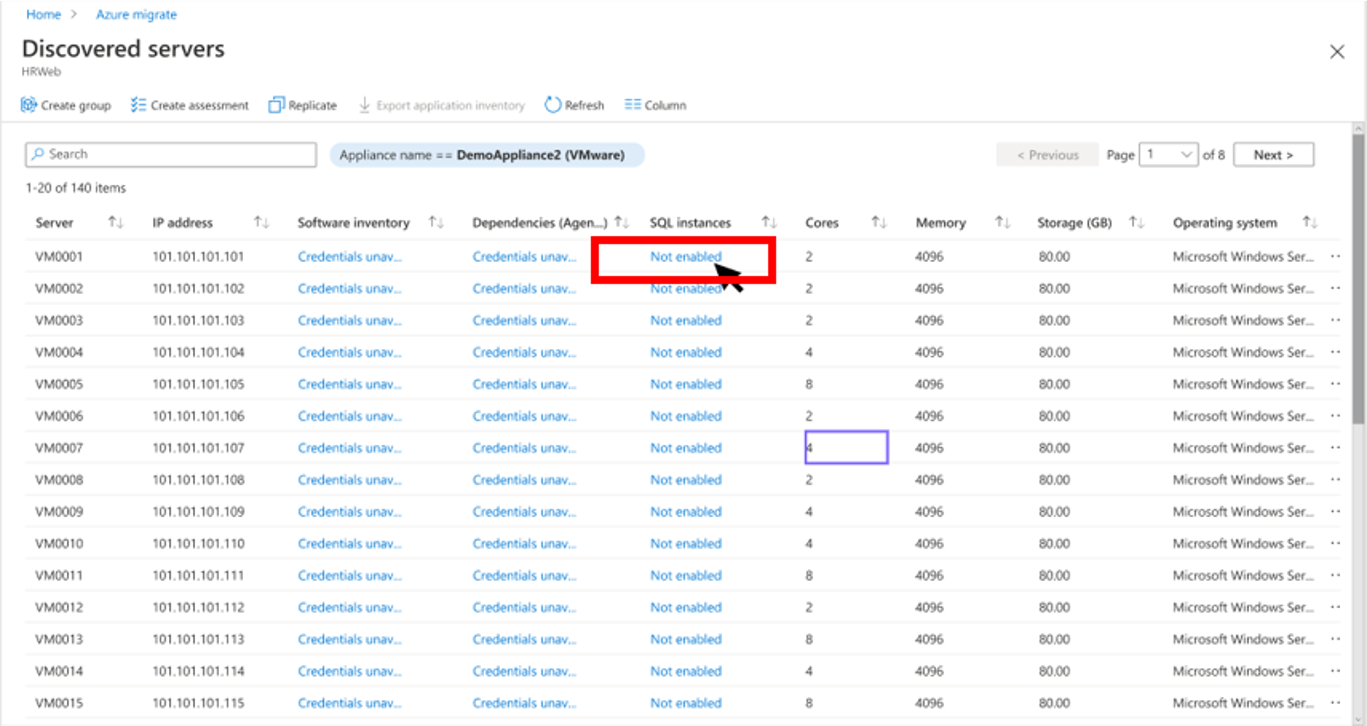 Home > Azure migrate
Discovered servers
HRWeb
Create group Create assessment Replicate Export application inventory Refresh Column
Search Appliance name == DemoAppliance2 (VMware) < Previous Page 1 of 8 Next >
1-20 of 140 items
Server IP address Software inventory Dependencies (Agen...) SQL instances Cores Memory Storage (GB) Operating system
VM0001 101.101.101.101 Credentials unav... Credentials unav... Not enabled 2 4096 80.00 Microsoft Windows Ser...
VM0002 101.101.101.102 Credentials unav... Credentials unav... Not enabled 2 4096 80.00 Microsoft Windows Ser...
VM0003 101.101.101.103 Credentials unav... Credentials unav... Not enabled 2 4096 80.00 Microsoft Windows Ser...
VM0004 101.101.101.104 Credentials unav... Credentials unav... Not enabled 4 4096 80.00 Microsoft Windows Ser...
VM0005 101.101.101.105 Credentials unav... Credentials unav... Not enabled 8 4096 80.00 Microsoft Windows Ser...
VM0006 101.101.101.106 Credentials unav... Credentials unav... Not enabled 2 4096 80.00 Microsoft Windows Ser...
VM0007 101.101.101.107 Credentials unav... Credentials unav... Not enabled 4 4096 80.00 Microsoft Windows Ser...
VM0008 101.101.101.108 Credentials unav... Credentials unav... Not enabled 2 4096 80.00 Microsoft Windows Ser...
VM0009 101.101.101.109 Credentials unav... Credentials unav... Not enabled 4 4096 80.00 Microsoft Windows Ser...
VM0010 101.101.101.110 Credentials unav... Credentials unav... Not enabled 4 4096 80.00 Microsoft Windows Ser...
VM0011 101.101.101.111 Credentials unav... Credentials unav... Not enabled 8 4096 80.00 Microsoft Windows Ser...
VM0012 101.101.101.112 Credentials unav... Credentials unav... Not enabled 2 4096 80.00 Microsoft Windows Ser...
VM0013 101.101.101.113 Credentials unav... Credentials unav... Not enabled 8 4096 80.00 Microsoft Windows Ser...
VM0014 101.101.101.114 Credentials unav... Credentials unav... Not enabled 4 4096 80.00 Microsoft Windows Ser...
VM0015 101.101.101.115 Credentials unav... Credentials unav... Not enabled 8 4096 80.00 Microsoft Windows Ser...